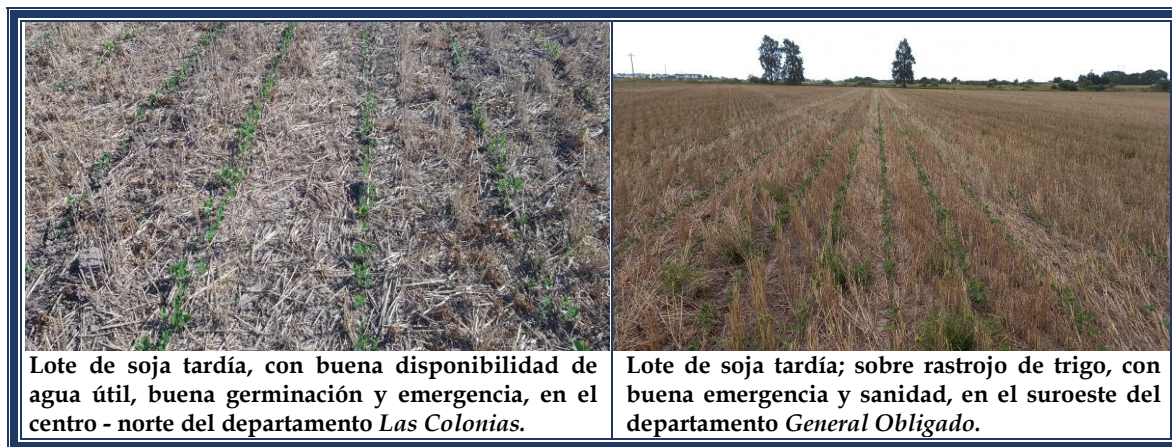 Lote de soja tardía, con buena disponibilidad de
agua útil, buena germinación y emergencia, en el
centro - norte del departamento Las Colonias.
Lote de soja tardía; sobre rastrojo de trigo, con
buena emergencia y sanidad, en el suroeste del
departamento General Obligado.